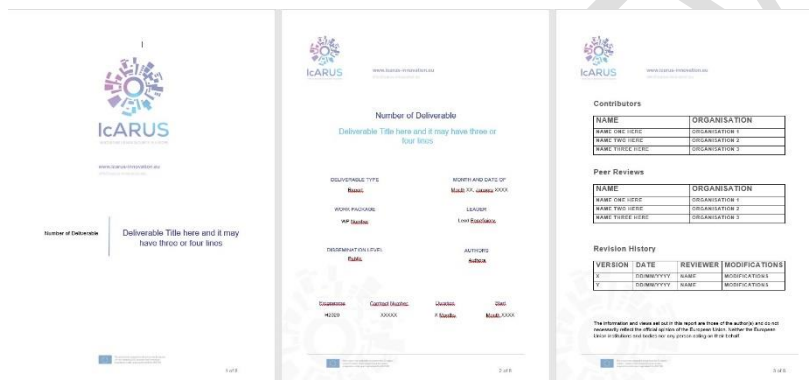 IcARUS
www.icarus-innovation.eu
Number of Deliverable
Deliverable Title here and it may
have three or four lines
1 of 8
IcARUS
www.icarus-innovation.eu
Number of Deliverable
Deliverable Title here and it may have three or
four lines
DELIVERABLE TYPE
MONTH AND DATE OF
Report
Month XX, XXXX
WORK PACKAGE
LEADER
WP Number
Lead
DISSEMINATION LEVEL
AUTHORS
Public
Authors
Programme
Contract Number
Duration
Start
H2020
XXXXX
X Months
Month, XXXX
IcARUS
www.icarus-innovation.eu
Contributors
NAME ORGANISATION
NAME ONE HERE ORGANISATION 1
NAME TWO HERE ORGANISATION 2
NAME THREE HERE ORGANISATION 3
Peer Reviews
NAME ORGANISATION
NAME ONE HERE ORGANISATION 1
NAME TWO HERE ORGANISATION 2
NAME THREE HERE ORGANISATION 3
Revision History
VERSION DATE REVIEWER MODIFICATIONS
X DD/MM/YYYY NAME MODIFICATIONS
Y DD/MM/YYYY NAME MODIFICATIONS
The information and views set out in this report are those of the author(s) and do not
necessarily reflect the official opinion of the European Union. Neither the European
Union institutions and bodies nor any person acting on their behalf